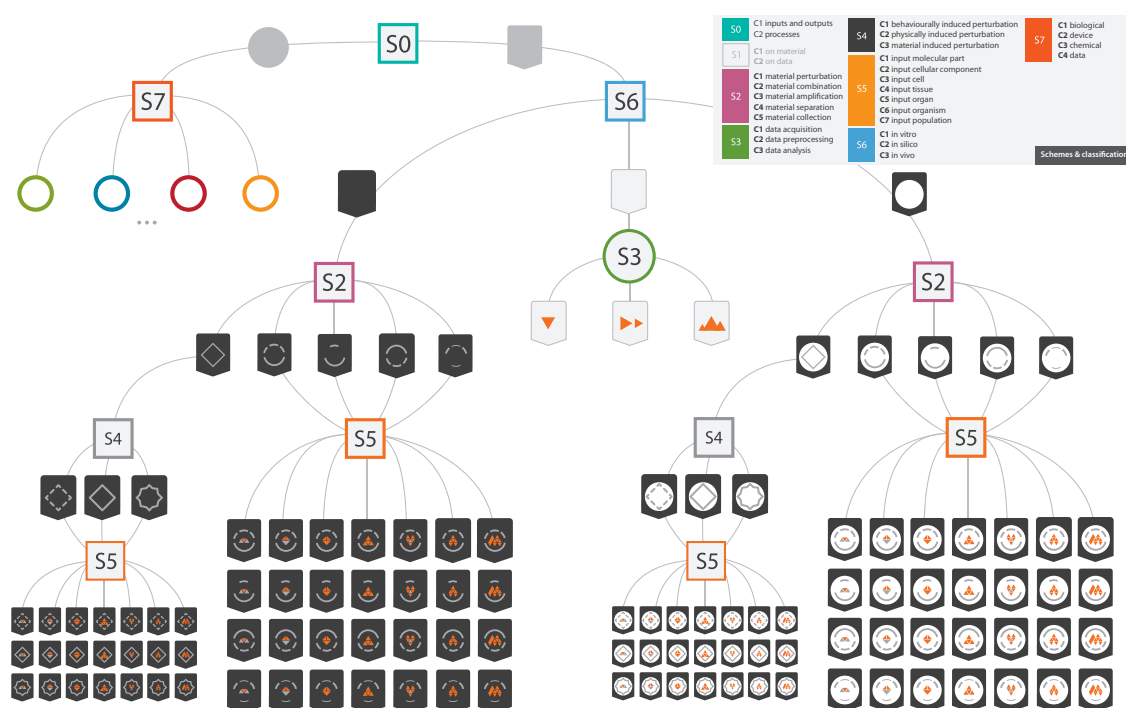 S0
S7
S6
S0
C1 inputs and outputs
C2 processes
S1
C1 on material
C2 on data
S2
C1 material perturbation
C2 material combination
C3 material amplification
C4 material separation
C5 material collection
S3
C1 data acquisition
C2 data preprocessing
C3 data analysis
S4
C1 behaviourally induced perturbation
C2 physically induced perturbation
C3 material induced perturbation
S5
C1 input molecular part
C2 input cellular component
C3 input cell
C4 input tissue
C5 input organ
C6 input organism
C7 input population
S6
C1 in vitro
C2 in silico
C3 in vivo
S7
C1 biological
C2 device
C3 chemical
C4 data
Schemes & classification
...
S3
S2
S2
S4
S5
S4
S5
S5
S5